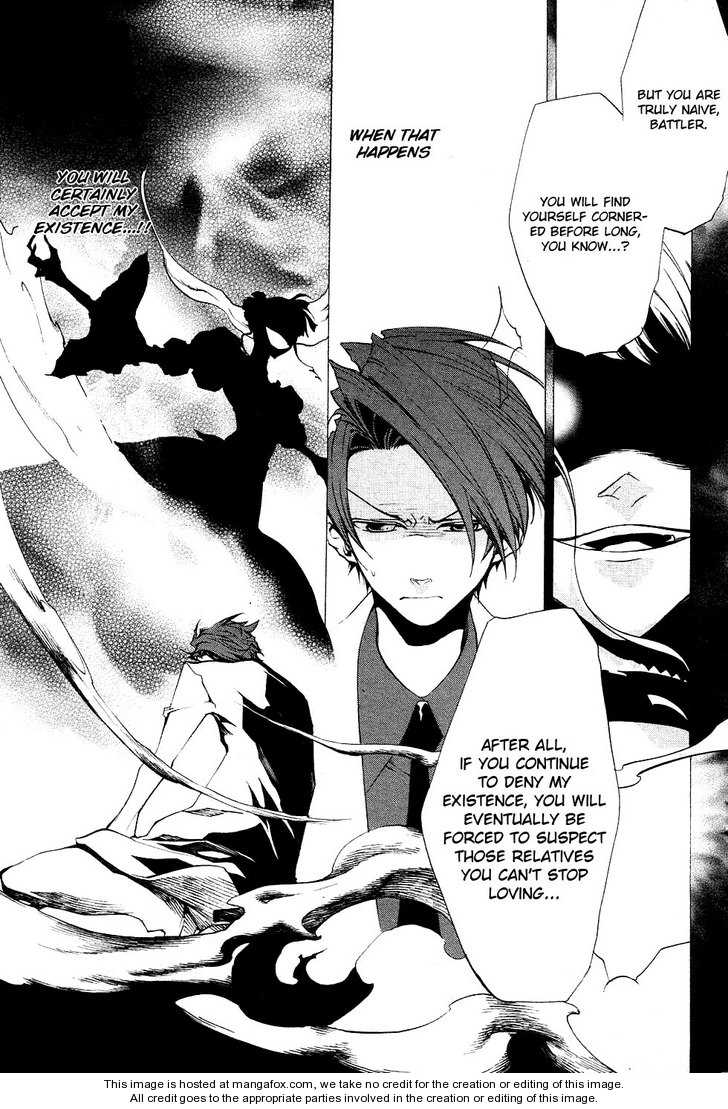 BUT YOU ARE
TRULY NAIVE,
BATTLER.
YOU WILL FIND
YOURSELF CORNER-
ED BEFORE LONG,
YOU KNOW...?
AFTER ALL,
IF YOU CONTINUE
TO DENY MY
EXISTENCE, YOU WILL
EVENTUALLY BE
FORCED TO SUSPECT
THOSE RELATIVES
YOU CAN'T STOP
LOVING...
WHEN THAT
HAPPENS
YOU WILL
CERTAINLY
ACCEPT MY
EXISTENCE...!!
This image is hosted at mangafox.com, we take no credit for the creation or editing of this image.
All credit goes to the appropriate parties involved in the creation or editing of this image.